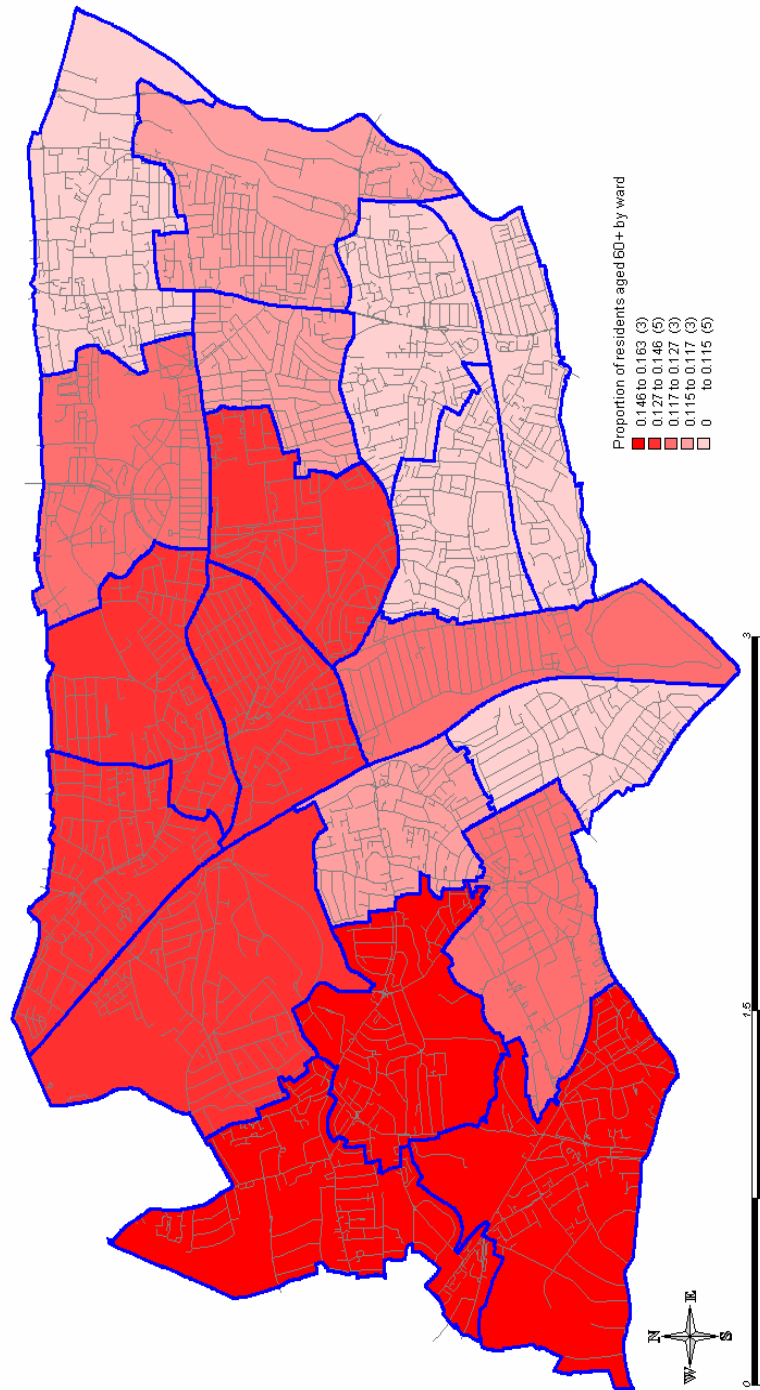 Proportion of residents aged 60+ by ward
0.146 to 0.163 (3)
0.127 to 0.146 (5)
0.117 to 0.127 (3)
0.115 to 0.117 (3)
0 to 0.115 (5)
N
W E
S
0 1.5 3